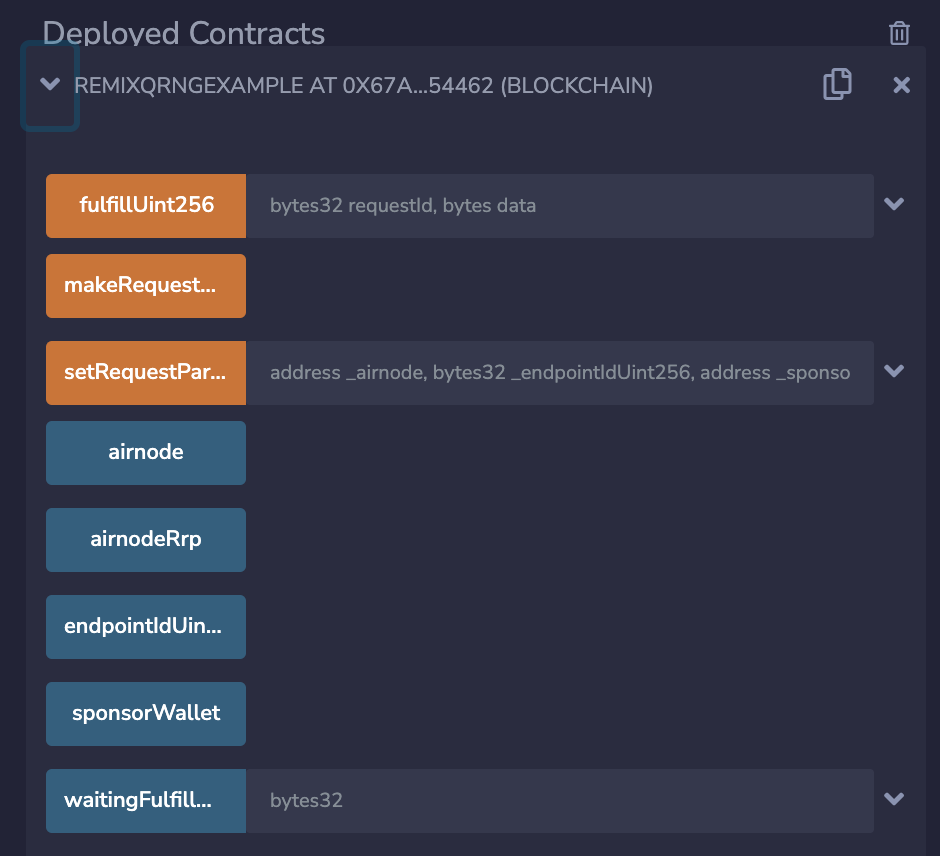 Deployed Contracts
REMIXQRNGEXAMPLE AT 0X67A...54462 (BLOCKCHAIN)
fulfillUint256 bytes32 requestId, bytes data
makeRequest...
setRequestPar... address _airnode, bytes32 _endpointIdUint256, address _sponso
airnode
airnodeRrp
endpointIdUin...
sponsorWallet
waitingFulfill... bytes32